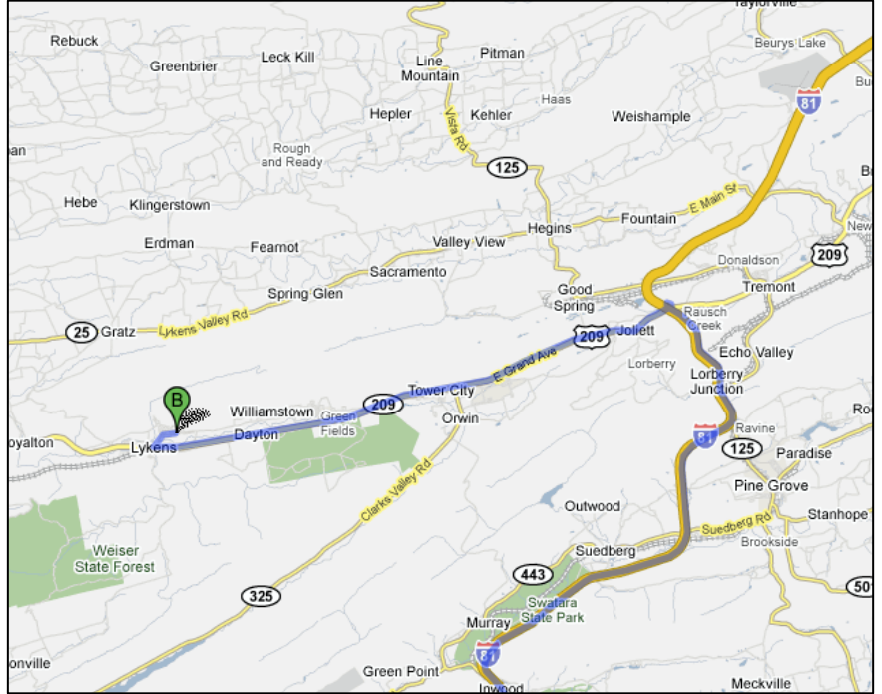 Taylorville
Rebuck
Beurys Lake
Leck Kill
Pitman
Greenbrier
Line
Mountain
81
Haas
Hepler
Kehler
Weishample
Vista Rd
Rough
and Ready
125
Hebe
Klingerstown
E Main St
Fountain
Hegins
Erdman
Fearnot
Valley View
209
Donaldson
Sacramento
Tremont
Good
Spring
Spring Glen
Rausch
Creek
25
Gratz
Lykens Valley Rd
209
Joliett
Echo Valley
E Grand Ave
Lorberry
Lorberry
Junction
Tower City
B
209
Williamstown
Green
Fields
Orwin
Dayton
81
Ravine
oyalton
Lykens
125
Paradise
Clarks Valley Rd
Pine Grove
Outwood
Stanhope
Suedberg Rd
Brookside
Weiser
State Forest
Suedberg
443
325
501
Swatara
State Park
Murray
81
onville
Green Point
Inwood
Meckville